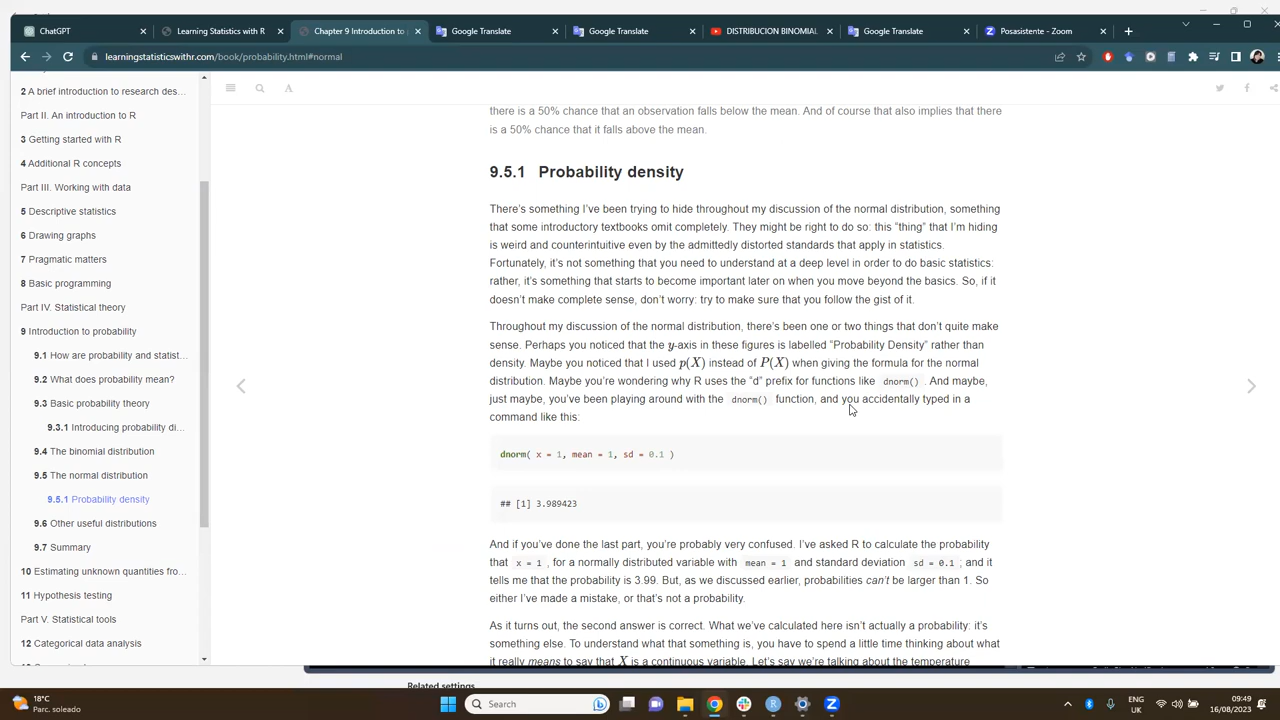 ChatGPT
Learning Statistics with R
Chapter 9 Introduction to
Google Translate
Google Translate
DISTRIBUCION BINOMIAL
Google Translate
Posasistente - Zoom
learningstatisticswithr.com/book/probability.html#normal
2 A brief introduction to research des...
Part II. An introduction to R
3 Getting started with R
4 Additional R concepts
Part III. Working with data
5 Descriptive statistics
6 Drawing graphs
7 Pragmatic matters
8 Basic programming
Part IV. Statistical theory
9 Introduction to probability
9.1 How are probability and statist...
9.2 What does probability mean?
9.3 Basic probability theory
9.3.1 Introducing probability di...
9.4 The binomial distribution
9.5 The normal distribution
9.5.1 Probability density
9.6 Other useful distributions
9.7 Summary
10 Estimating unknown quantities fro...
11 Hypothesis testing
Part V. Statistical tools
12 Categorical data analysis
A
there is a 50% chance that an observation falls below the mean. And of course that also implies that there
is a 50% chance that it falls above the mean.
9.5.1 Probability density
There's something I've been trying to hide throughout my discussion of the normal distribution, something
that some introductory textbooks omit completely. They might be right to do so: this “thing” that I'm hiding
is weird and counterintuitive even by the admittedly distorted standards that apply in statistics.
Fortunately, it's not something that you need to understand at a deep level in order to do basic statistics:
rather, it's something that starts to become important later on when you move beyond the basics. So, if it
doesn't make complete sense, don't worry: try to make sure that you follow the gist of it.
Throughout my discussion of the normal distribution, there's been one or two things that don't quite make
sense. Perhaps you noticed that the y-axis in these figures is labelled “Probability Density” rather than
density. Maybe you noticed that I used p(X) instead of P(X) when giving the formula for the normal
distribution. Maybe you're wondering why R uses the “d” prefix for functions like dnorm() . And maybe,
just maybe, you've been playing around with the dnorm() function, and you accidentally typed in a
command like this:
dnorm( x = 1, mean = 1, sd = 0.1 )
## [1] 3.989423
And if you've done the last part, you're probably very confused. I've asked R to calculate the probability
that x = 1 , for a normally distributed variable with mean = 1 and standard deviation sd = 0.1 ; and it
tells me that the probability is 3.99. But, as we discussed earlier, probabilities can't be larger than 1. So
either I've made a mistake, or that's not a probability.
As it turns out, the second answer is correct. What we've calculated here isn't actually a probability: it's
something else. To understand what that something is, you have to spend a little time thinking about what
it really means to say that X is a continuous variable. Let's say we're talking about the temperature
Related settings
18°C
Parc. soleado
Search
ENG
UK
09:49
16/08/2023